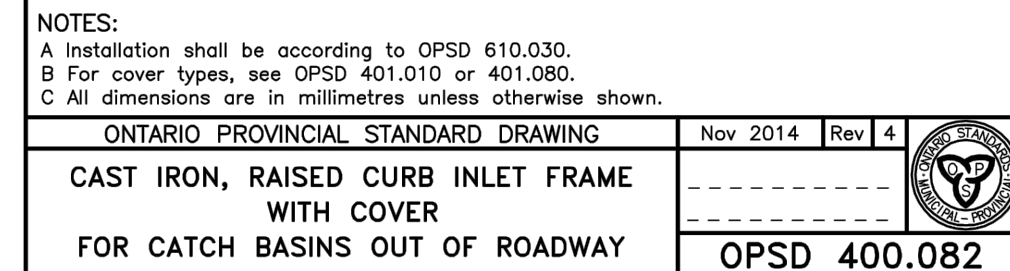 NOTES:
A Installation shall be according to OPSD 610.030.
B For cover types, see OPSD 401.010 or 401.080.
C All dimensions are in millimetres unless otherwise shown.
ONTARIO PROVINCIAL STANDARD DRAWING
Nov 2014 Rev 4
CAST IRON, RAISED CURB INLET FRAME
WITH COVER
FOR CATCH BASINS OUT OF ROADWAY
OPSD 400.082
ONTARIO STANDARDS
MUNICIPAL - PROVINCIAL
O P S